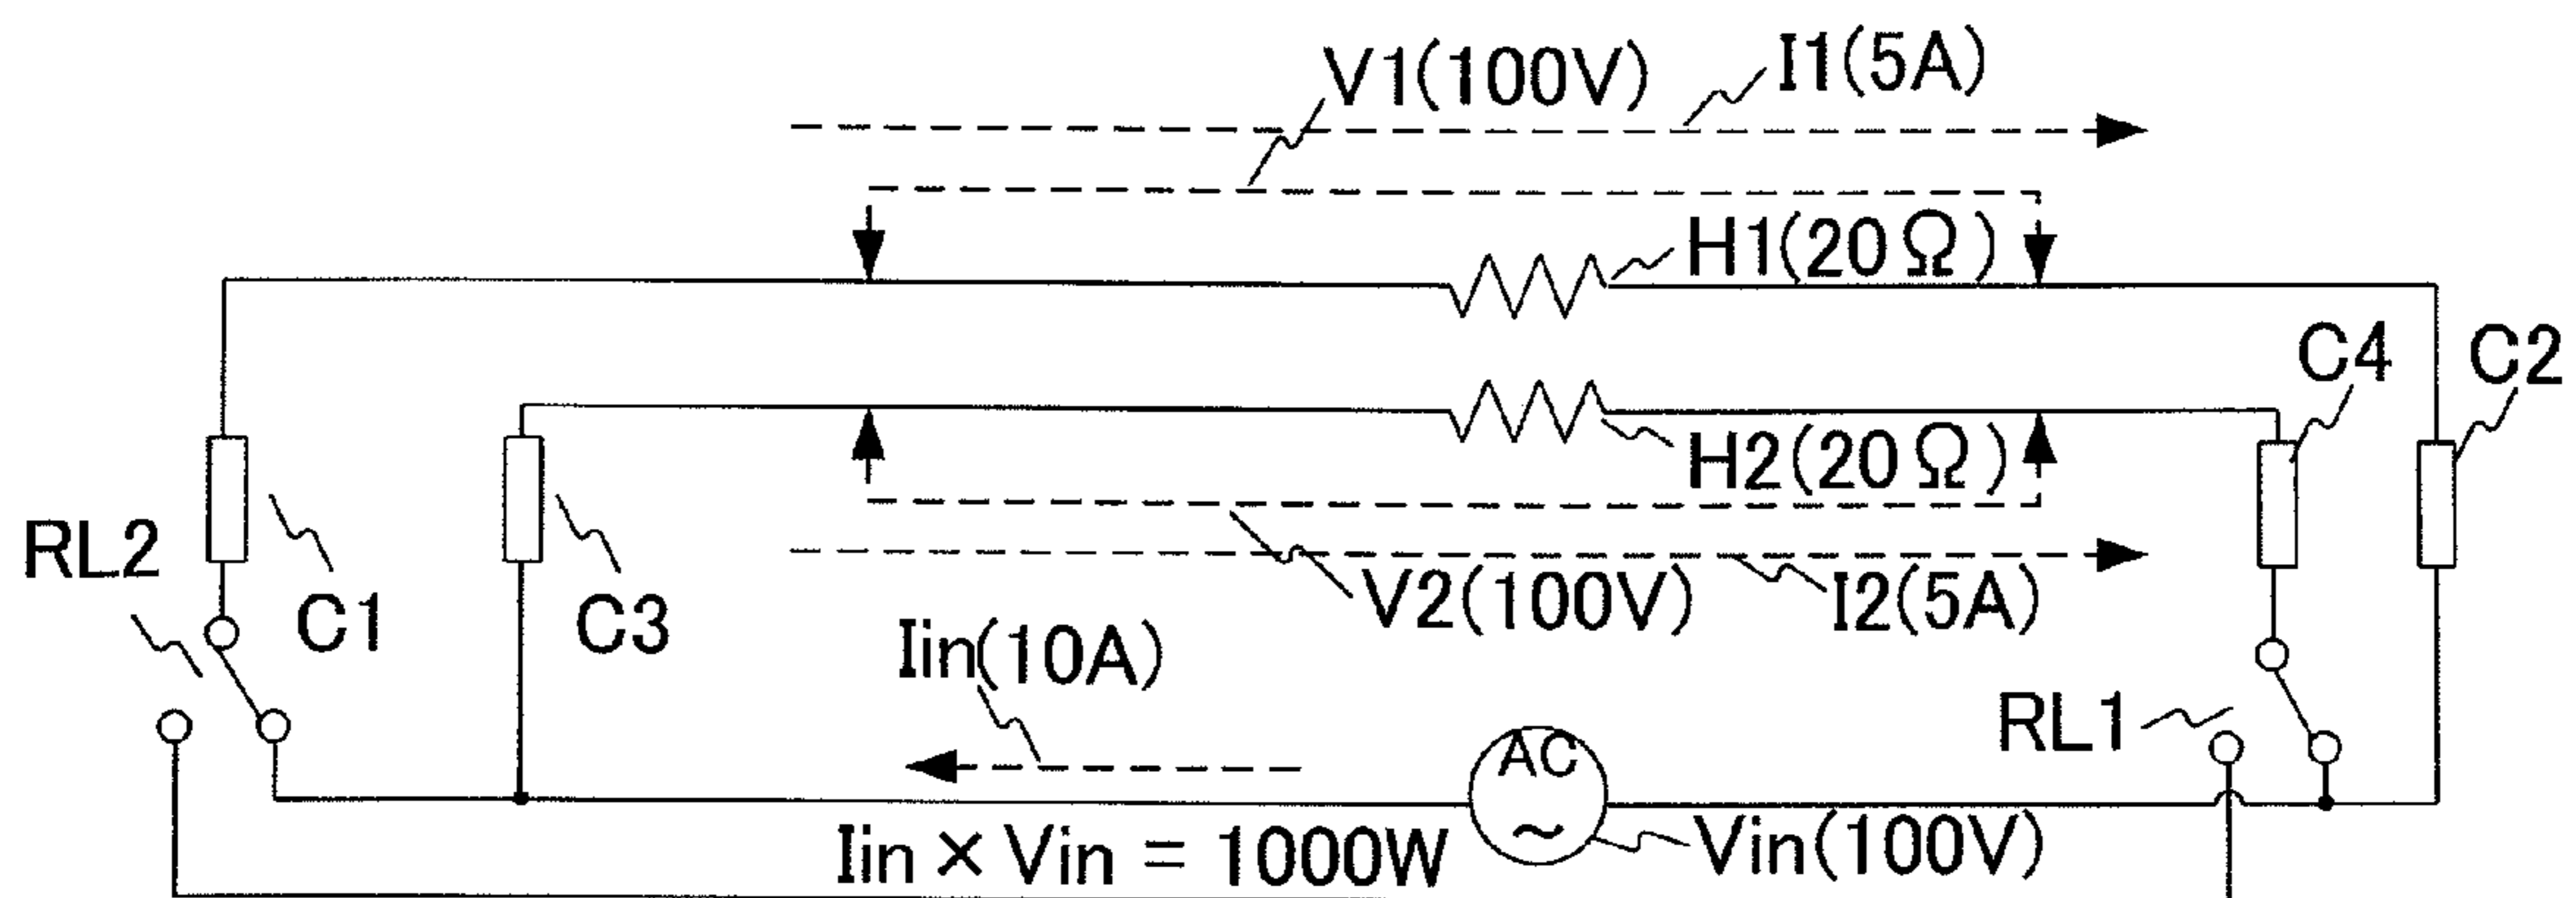 V1(100V)
I1(5A)
H1(20Ω)
C4
C2
H2(20Ω)
RL2
C1
C3
V2(100V)
I2(5A)
Iin(10A)
RL1
AC
~
Iin × Vin = 1000W
Vin(100V)